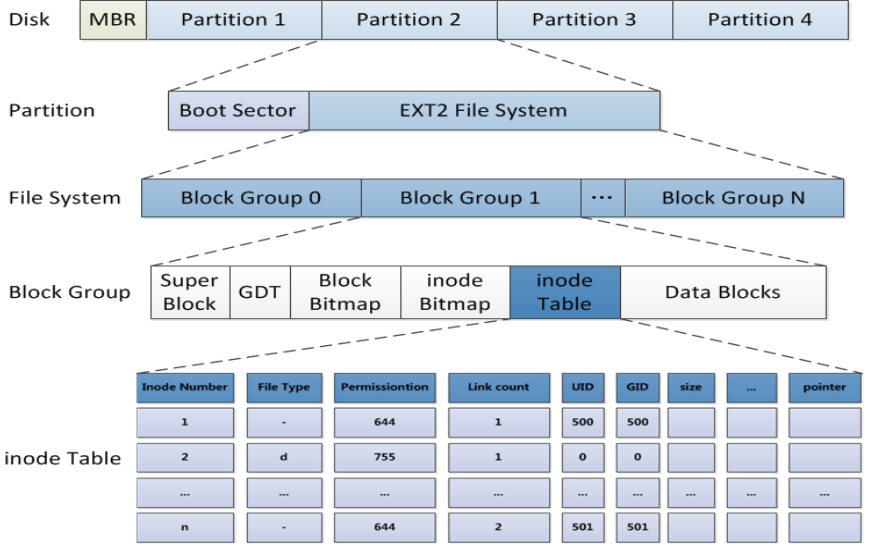 Disk MBR Partition 1 Partition 2 Partition 3 Partition 4
Partition Boot Sector EXT2 File System
File System Block Group 0 Block Group 1 ... Block Group N
Block Group Super Block GDT Block Bitmap inode Bitmap inode Table Data Blocks
Inode Number File Type Permissiontion Link count UID GID size ... pointer
1 - 644 1 500 500
inode Table 2 d 755 1 0 0
... ... ... ... ... ... ... ... ...
n - 644 2 501 501